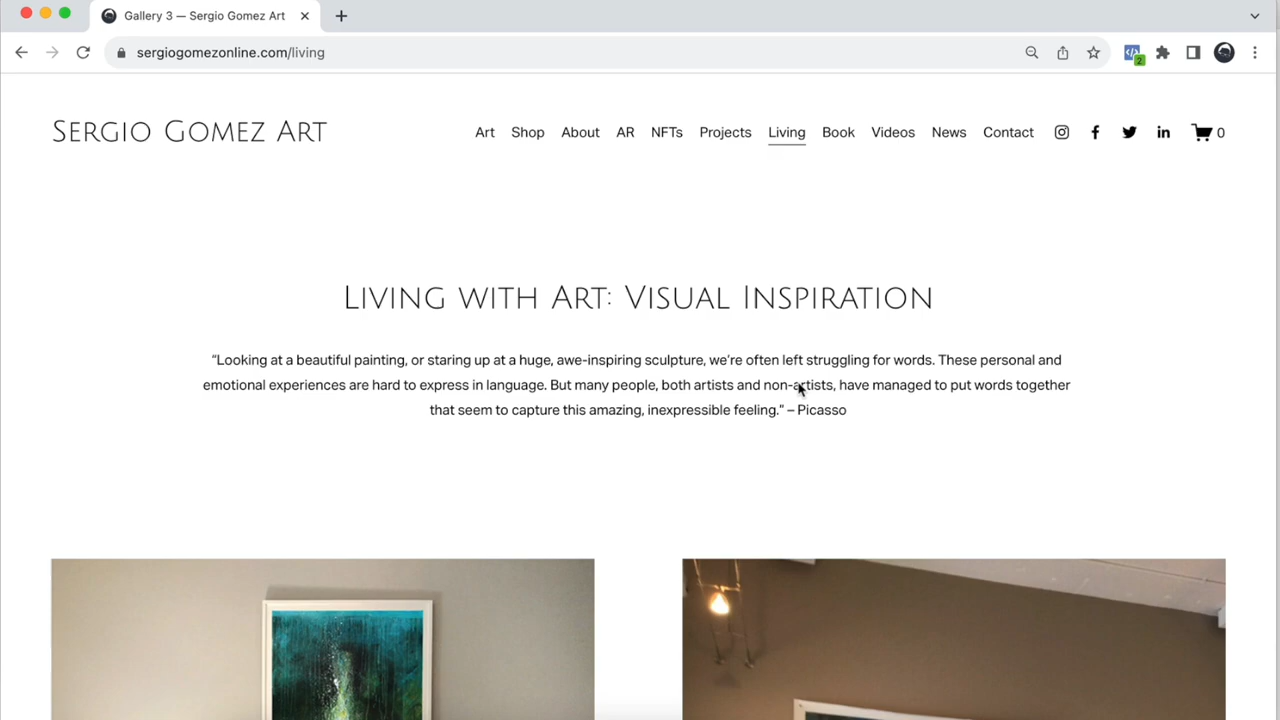 Gallery 3 — Sergio Gomez Art
sergiogomezonline.com/living
2
Sergio Gomez Art
Art Shop About AR NFTs Projects Living Book Videos News Contact 0
Living with Art: Visual Inspiration
“Looking at a beautiful painting, or staring up at a huge, awe-inspiring sculpture, we’re often left struggling for words. These personal and
emotional experiences are hard to express in language. But many people, both artists and non-artists, have managed to put words together
that seem to capture this amazing, inexpressible feeling.” – Picasso